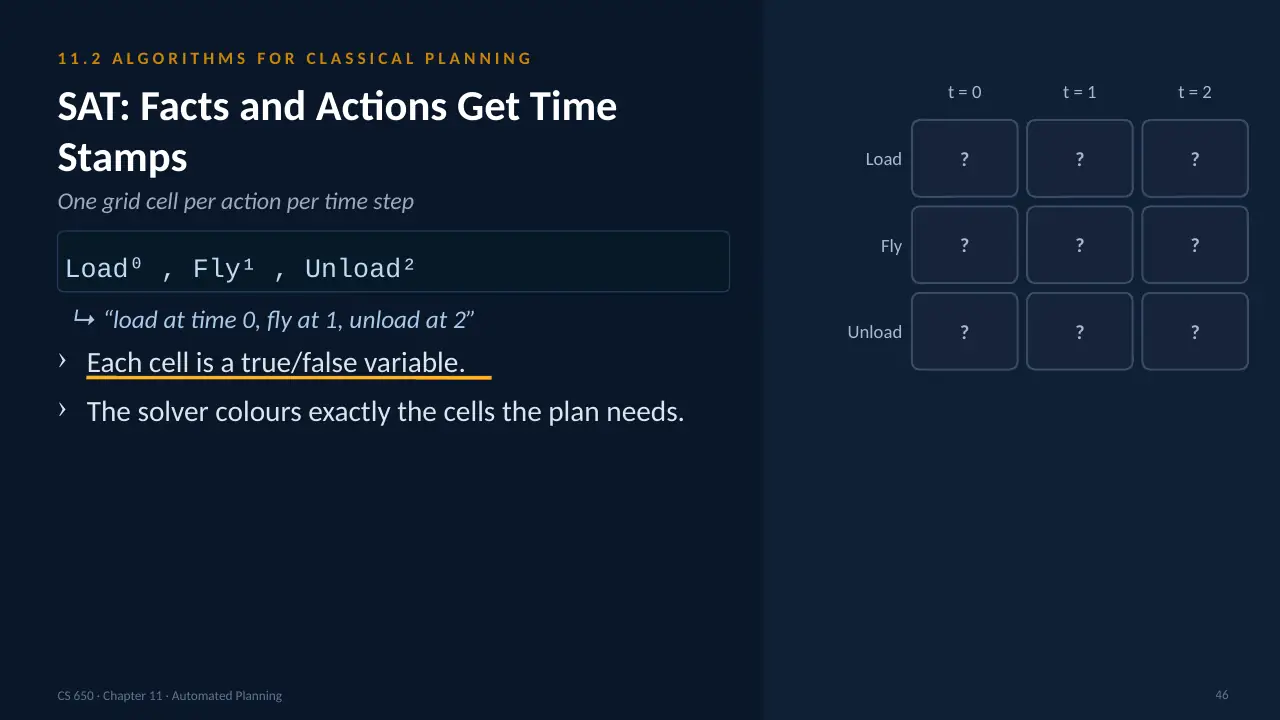 11.2 ALGORITHMS FOR CLASSICAL PLANNING
SAT: Facts and Actions Get Time
Stamps
One grid cell per action per time step
Load⁰ , Fly¹ , Unload²
↪ “load at time 0, fly at 1, unload at 2”
› Each cell is a true/false variable.
› The solver colours exactly the cells the plan needs.
t = 0 t = 1 t = 2
Load ? ? ?
Fly ? ? ?
Unload ? ? ?
CS 650 · Chapter 11 · Automated Planning
46